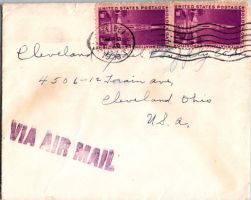 UNITED STATES POSTAGE UNITED STATES POSTAGE
Cleveland
4506-12 Train ave,
Cleveland Ohio
U.S.A.
VIA AIR MAIL